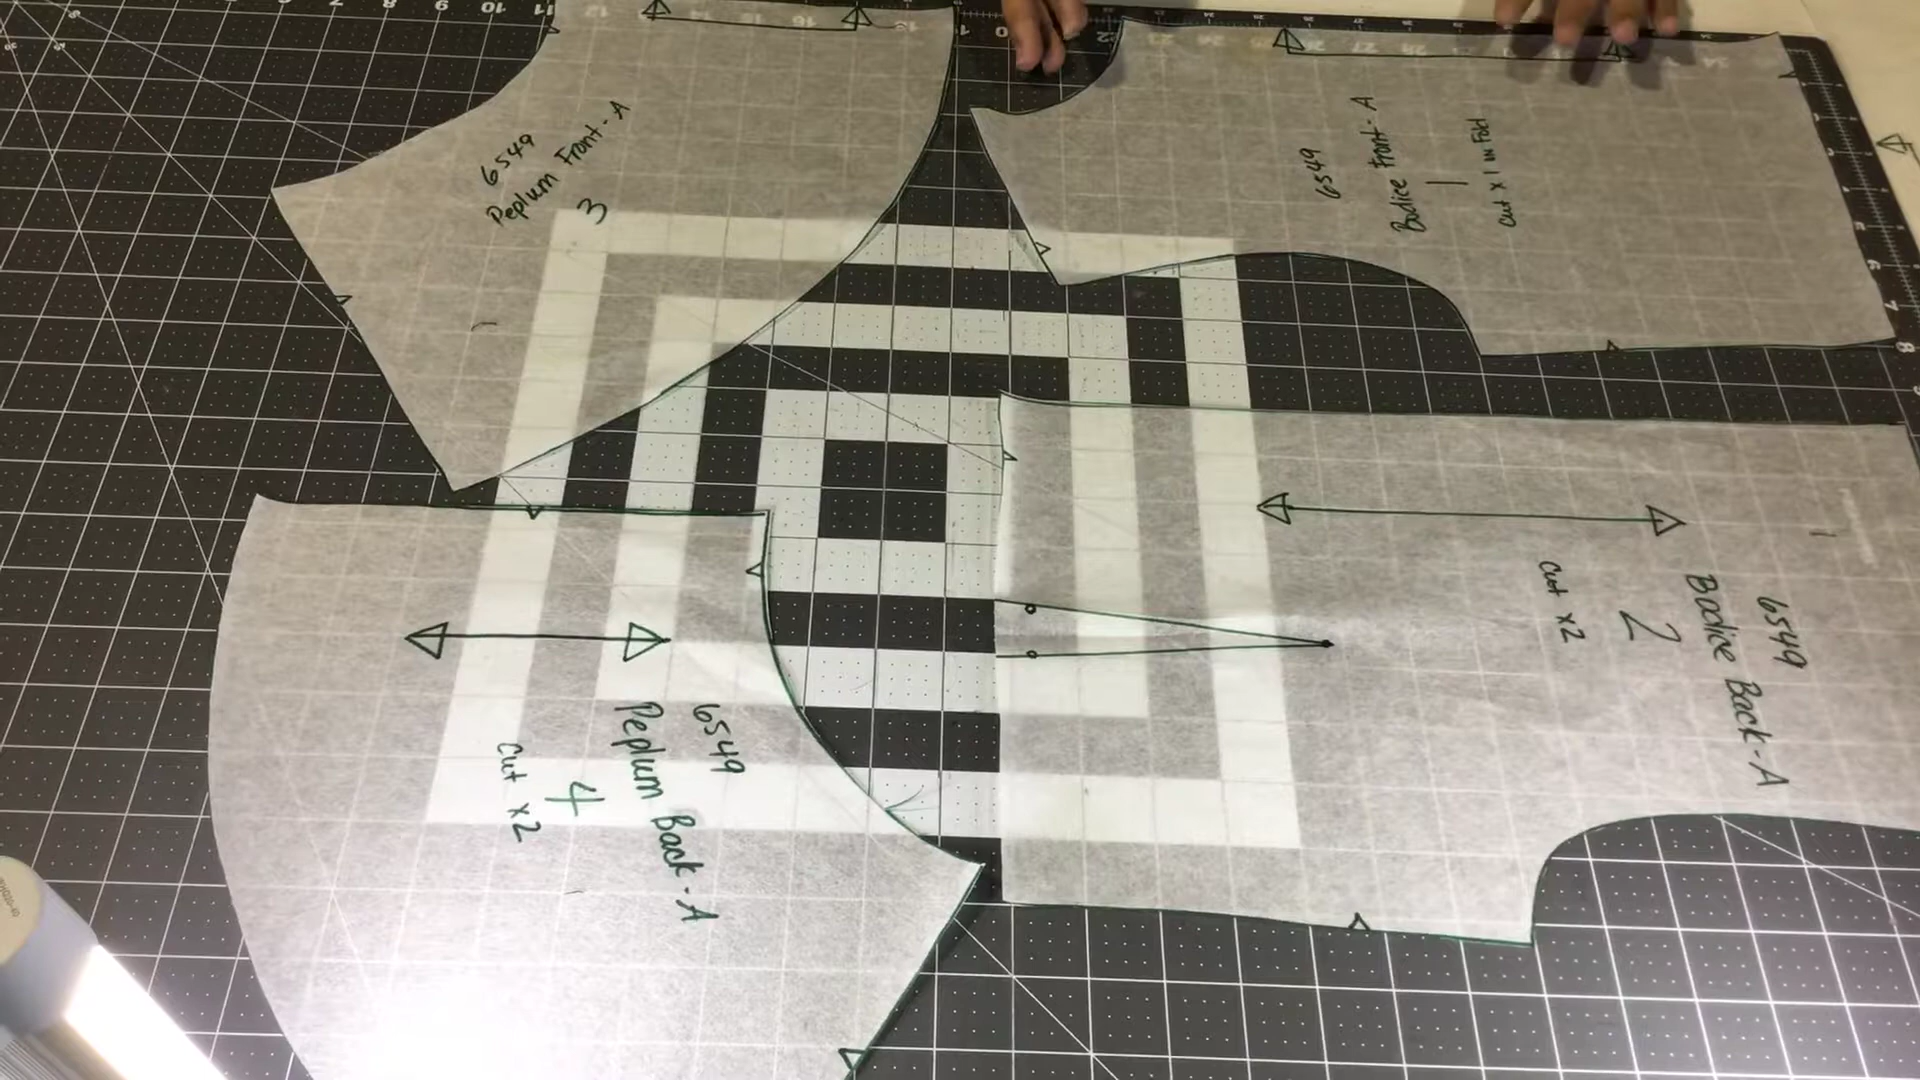 6549
Peplum Front - A
3
6549
Bodice Front - A
1
Cut x 1 on Fold
6549
Bodice Back - A
2
Cut x2
6549
Peplum Back - A
4
Cut x2